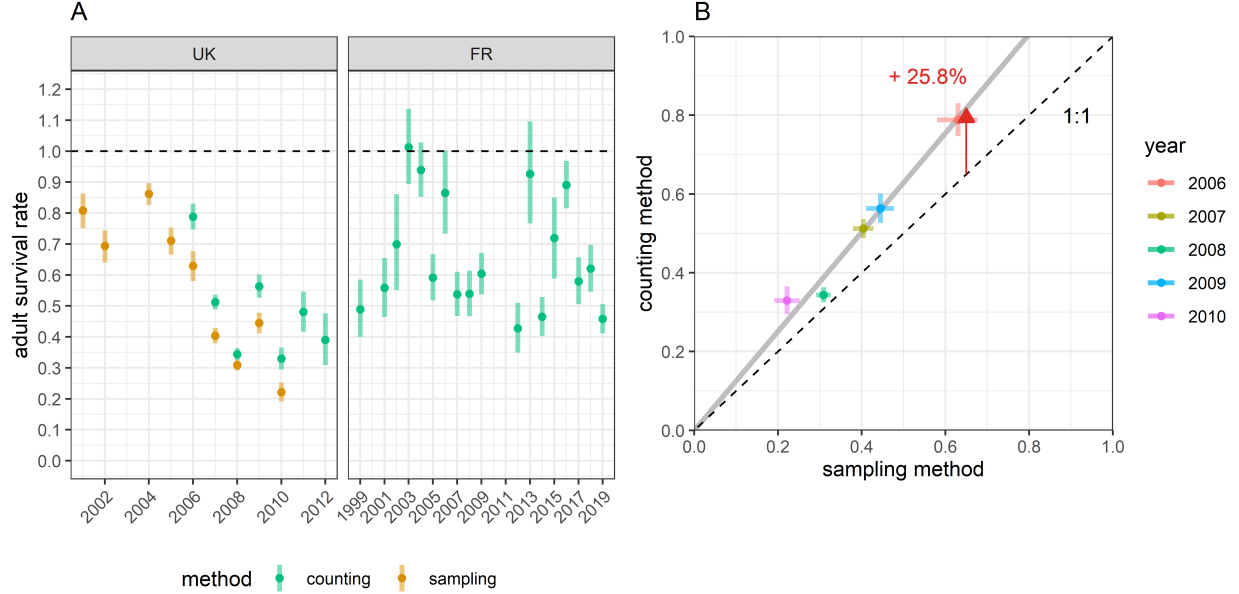 A
UK
FR
adult survival rate
1.2
1.1
1.0
0.9
0.8
0.7
0.6
0.5
0.4
0.3
0.2
0.1
0.0
2002 2004 2006 2008 2010 2012
1999 2001 2003 2005 2007 2009 2011 2013 2015 2017 2019
method counting sampling
B
counting method
1.0
0.8
0.6
0.4
0.2
0.0
+ 25.8%
1:1
0.0 0.2 0.4 0.6 0.8 1.0
sampling method
year
2006
2007
2008
2009
2010